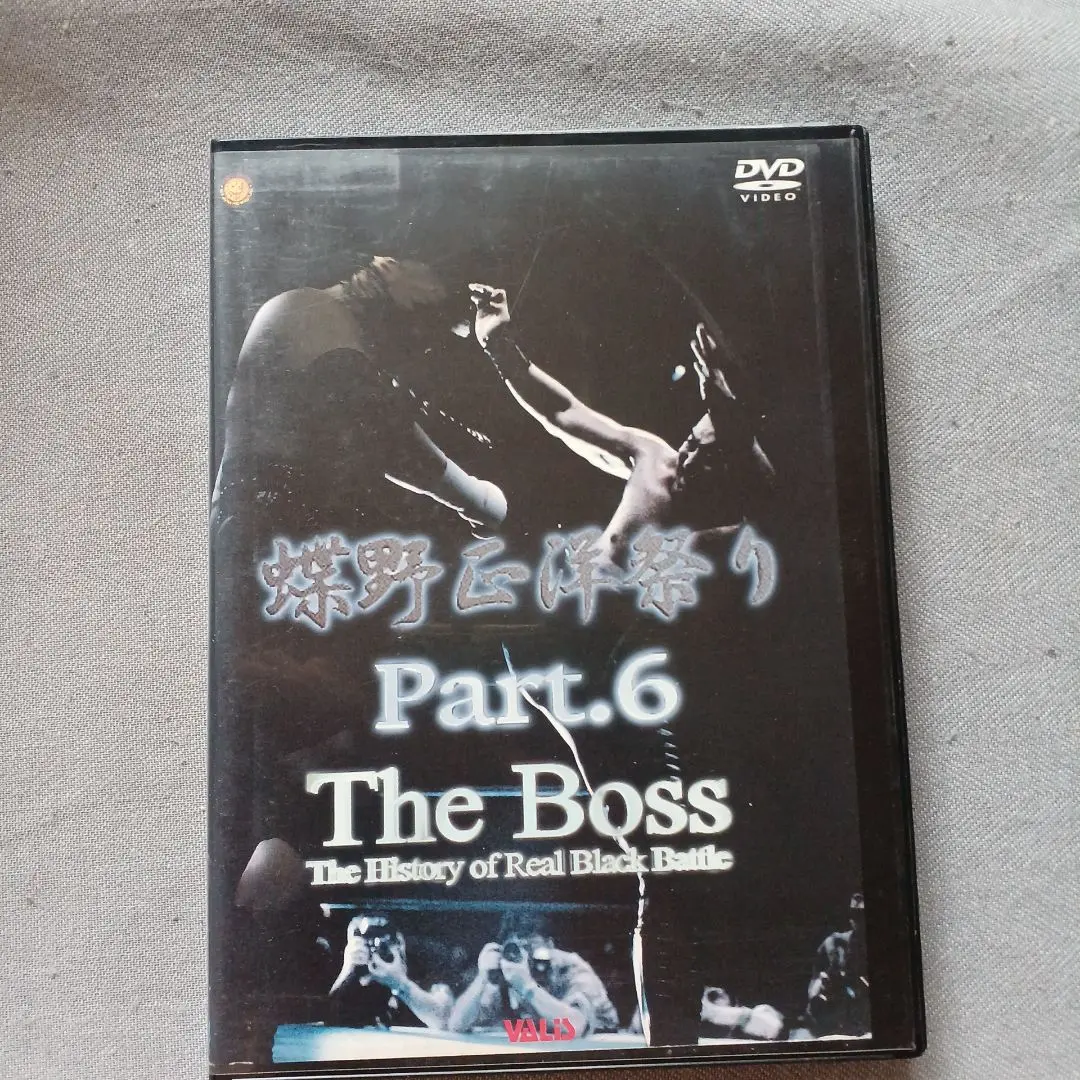 DVD
VIDEO
蝶野正洋祭り
Part.6
The Boss
The History of Real Black Battle
VALiS